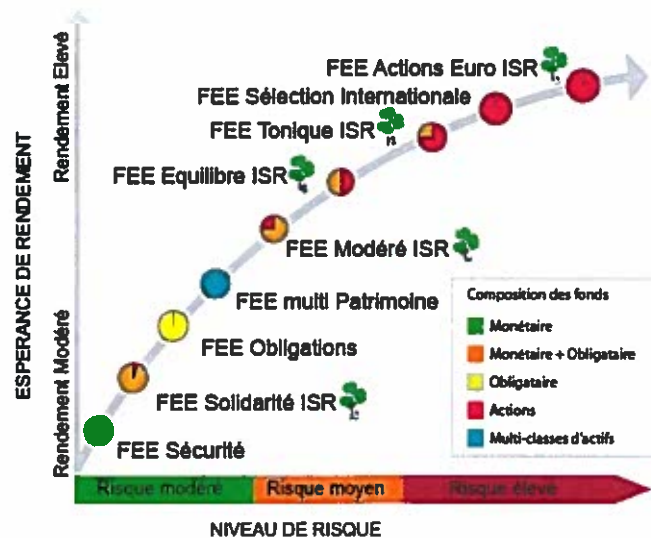 FEE Actions Euro ISR
FEE Sélection Internationale
FEE Tonique ISR
FEE Equilibre ISR
FEE Modéré ISR
FEE multi Patrimoine
FEE Obligations
FEE Solidarité ISR
FEE Sécurité
ESPERANCE DE RENDEMENT
Rendement Elevé
Rendement Modéré
Composition des fonds
Monétaire
Monétaire + Obligataire
Obligataire
Actions
Multi-classes d'actifs
Risque modéré
Risque moyen
Risque élevé
NIVEAU DE RISQUE